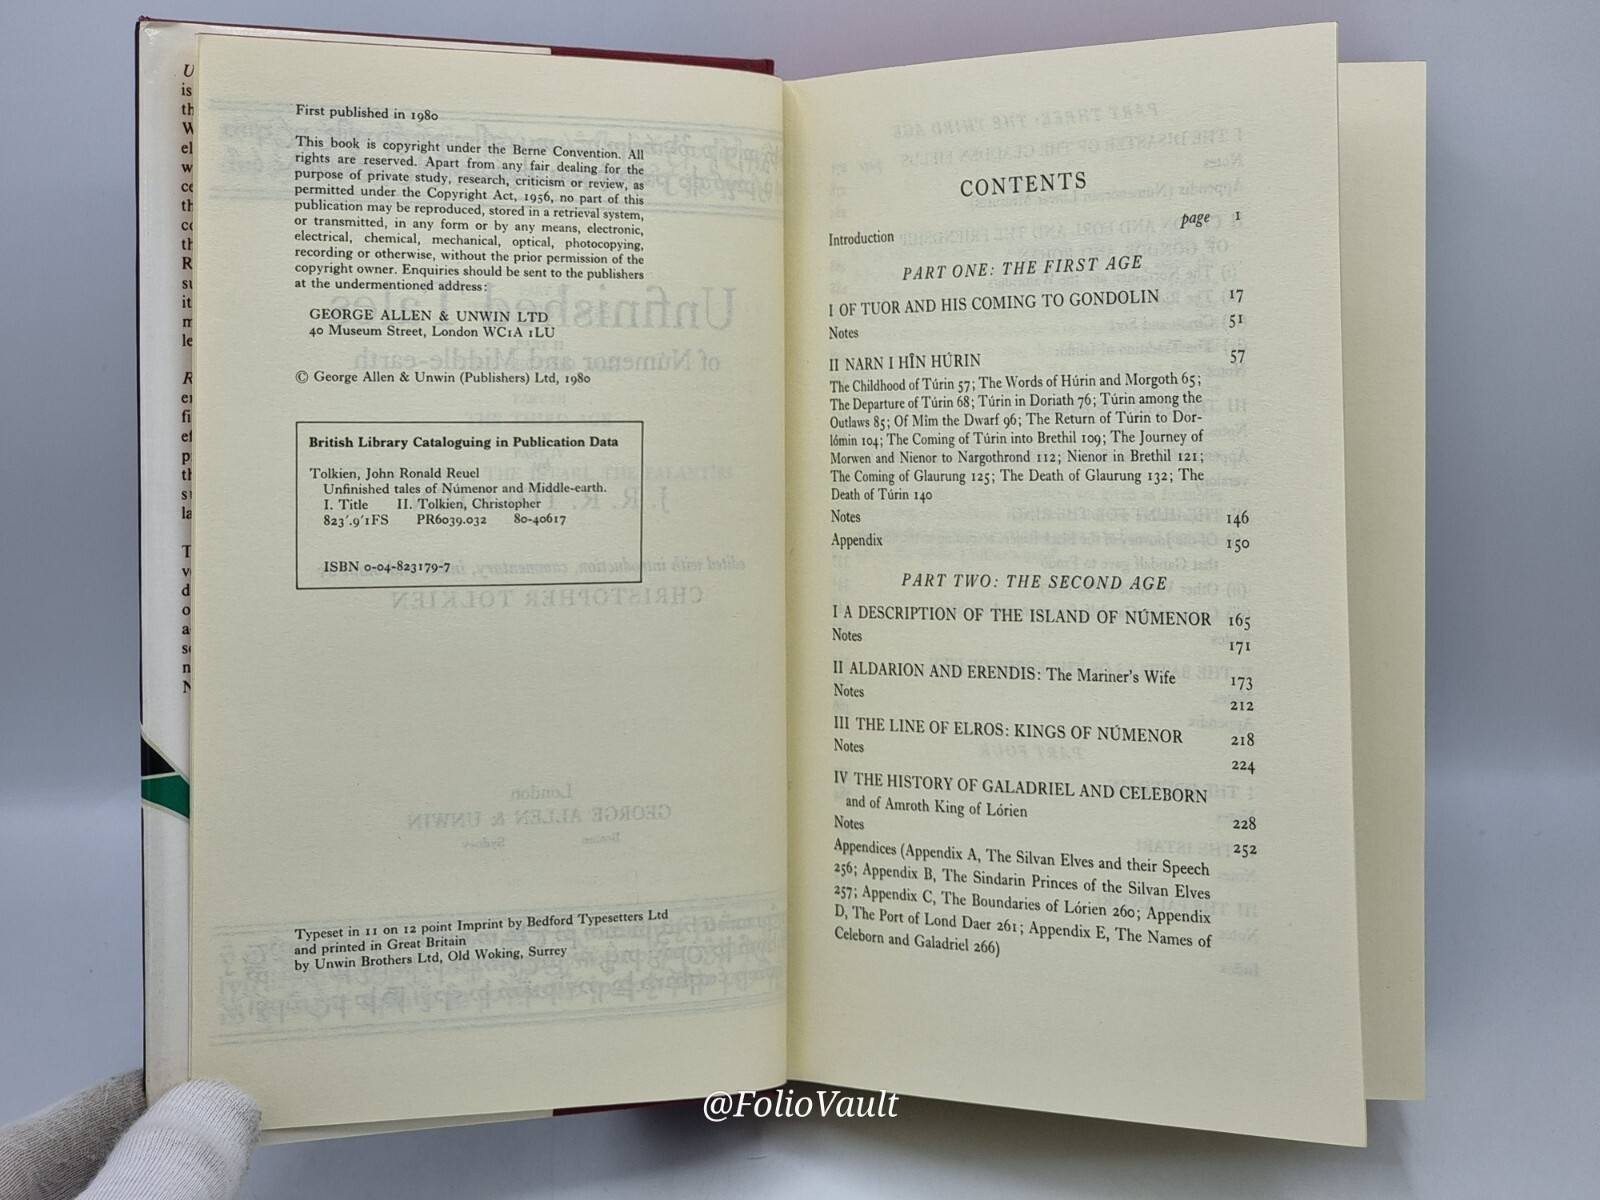 First published in 1980
This book is copyright under the Berne Convention. All
rights are reserved. Apart from any fair dealing for the
purpose of private study, research, criticism or review, as
permitted under the Copyright Act, 1956, no part of this
publication may be reproduced, stored in a retrieval system,
or transmitted, in any form or by any means, electronic,
electrical, chemical, mechanical, optical, photocopying,
recording or otherwise, without the prior permission of the
copyright owner. Enquiries should be sent to the publishers
at the undermentioned address:
GEORGE ALLEN & UNWIN LTD
40 Museum Street, London WC1A 1LU
© George Allen & Unwin (Publishers) Ltd, 1980
British Library Cataloguing in Publication Data
Tolkien, John Ronald Reuel
Unfinished tales of Númenor and Middle-earth.
I. Title II. Tolkien, Christopher
823'.9'1FS PR6039.032 80-40617
ISBN 0-04-823179-7
Typeset in 11 on 12 point Imprint by Bedford Typesetters Ltd
and printed in Great Britain
by Unwin Brothers Ltd, Old Woking, Surrey
CONTENTS
Introduction page 1
PART ONE: THE FIRST AGE
I OF TUOR AND HIS COMING TO GONDOLIN 17
Notes 51
II NARN I HÎN HÚRIN 57
The Childhood of Túrin 57; The Words of Húrin and Morgoth 65;
The Departure of Túrin 68; Túrin in Doriath 76; Túrin among the
Outlaws 85; Of Mîm the Dwarf 96; The Return of Túrin to Dor-
lómin 104; The Coming of Túrin into Brethil 109; The Journey of
Morwen and Nienor to Nargothrond 112; Nienor in Brethil 121;
The Coming of Glaurung 125; The Death of Glaurung 132; The
Death of Túrin 140
Notes 146
Appendix 150
PART TWO: THE SECOND AGE
I A DESCRIPTION OF THE ISLAND OF NÚMENOR 165
Notes 171
II ALDARION AND ERENDIS: The Mariner's Wife 173
Notes 212
III THE LINE OF ELROS: KINGS OF NÚMENOR 218
Notes 224
IV THE HISTORY OF GALADRIEL AND CELEBORN
and of Amroth King of Lórien 228
Notes 252
Appendices (Appendix A, The Silvan Elves and their Speech
256; Appendix B, The Sindarin Princes of the Silvan Elves
257; Appendix C, The Boundaries of Lórien 260; Appendix
D, The Port of Lond Daer 261; Appendix E, The Names of
Celeborn and Galadriel 266)
@FolioVault